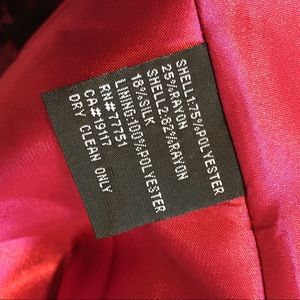 SHELL1:75%POLYESTER
25%RAYON
SHELL2:82%RAYON
18%SILK
LINING:100%POLYESTER
RN#77751
CA#19117
DRY CLEAN ONLY